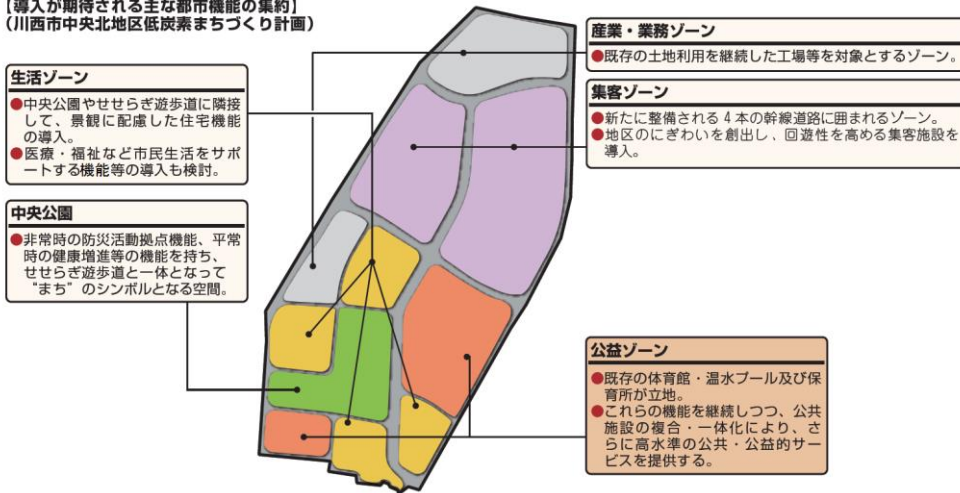 【導入が期待される主な都市機能の集約】
（川西市中央北地区低炭素まちづくり計画）
生活ゾーン
●中央公園やせせらぎ遊歩道に隣接
して、景観に配慮した住宅機能
の導入。
●医療・福祉など市民生活をサポ
ートする機能等の導入も検討。
中央公園
●非常時の防災活動拠点機能、平常
時の健康増進等の機能を持ち、
せせらぎ遊歩道と一体となって
“まち”のシンボルとなる空間。
産業・業務ゾーン
●既存の土地利用を継続した工場等を対象とするゾーン。
集客ゾーン
●新たに整備される4本の幹線道路に囲まれるゾーン。
●地区のにぎわいを創出し、回遊性を高める集客施設を
導入。
公益ゾーン
●既存の体育館・温水プール及び保
育所が立地。
●これらの機能を継続しつつ、公共
施設の複合・一体化により、さ
らに高水準の公共・公益的サー
ビスを提供する。